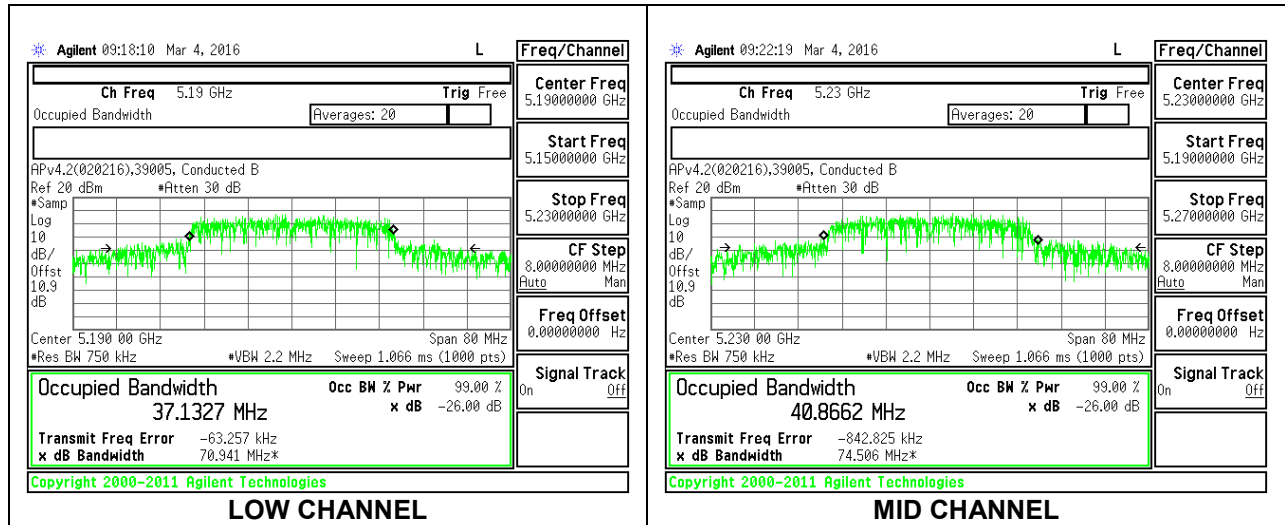 Agilent 09:18:10 Mar 4, 2016 L
Freq/Channel
Ch Freq 5.19 GHz Trig Free
Occupied Bandwidth Averages: 20
Center Freq
5.19000000 GHz
Start Freq
5.15000000 GHz
APv4.2(020216),39005, Conducted B
Ref 20 dBm #Atten 30 dB
#Samp
Log
10
dB/
Offst
10.9
dB
Stop Freq
5.23000000 GHz
CF Step
8.00000000 MHz
Auto Man
Freq Offset
0.00000000 Hz
Center 5.190 00 GHz Span 80 MHz
#Res BW 750 kHz #VBW 2.2 MHz Sweep 1.066 ms (1000 pts)
Signal Track
On Off
Occupied Bandwidth Occ BW % Pwr 99.00 %
37.1327 MHz x dB -26.00 dB
Transmit Freq Error -63.257 kHz
x dB Bandwidth 70.941 MHz*
Copyright 2000-2011 Agilent Technologies
LOW CHANNEL
Agilent 09:22:19 Mar 4, 2016 L
Freq/Channel
Ch Freq 5.23 GHz Trig Free
Occupied Bandwidth Averages: 20
Center Freq
5.23000000 GHz
Start Freq
5.19000000 GHz
APv4.2(020216),39005, Conducted B
Ref 20 dBm #Atten 30 dB
#Samp
Log
10
dB/
Offst
10.9
dB
Stop Freq
5.27000000 GHz
CF Step
8.00000000 MHz
Auto Man
Freq Offset
0.00000000 Hz
Center 5.230 00 GHz Span 80 MHz
#Res BW 750 kHz #VBW 2.2 MHz Sweep 1.066 ms (1000 pts)
Signal Track
On Off
Occupied Bandwidth Occ BW % Pwr 99.00 %
40.8662 MHz x dB -26.00 dB
Transmit Freq Error -842.825 kHz
x dB Bandwidth 74.506 MHz*
Copyright 2000-2011 Agilent Technologies
MID CHANNEL